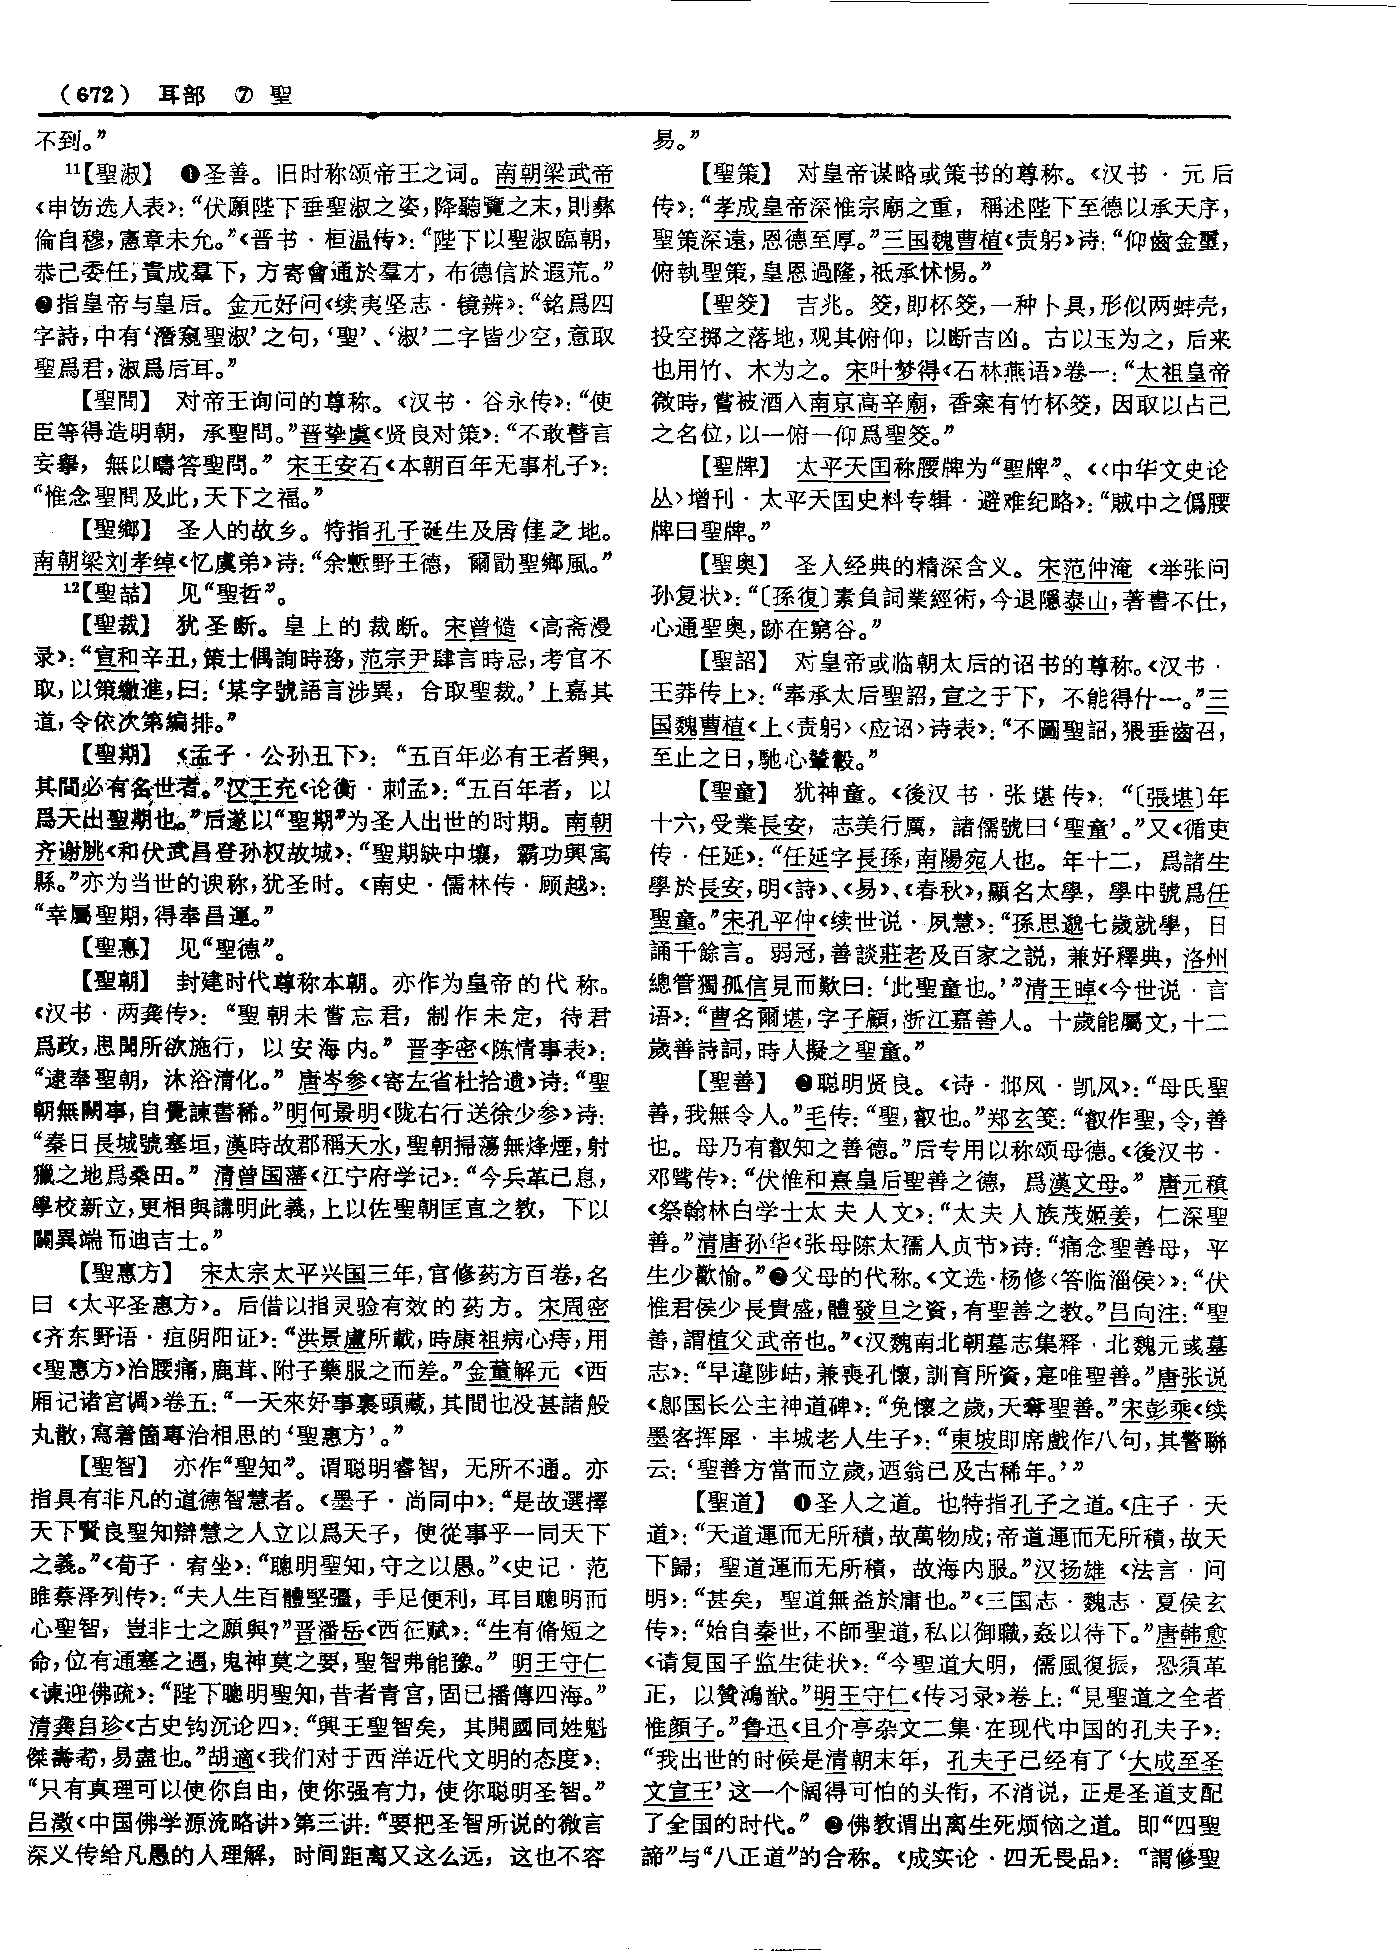 （672） 耳部 ⑦ 聖
不到。”
11【聖淑】 ❶圣善。旧时称颂帝王之词。南朝梁武帝
《申饬选人表》：“伏願陛下垂聖淑之姿，降聽覽之末，則彝
倫自穆，憲章未允。”《晋书·桓温传》：“陛下以聖淑臨朝，
恭己委任，責成羣下，方寄會通於羣才，布德信於遐荒。”
❷指皇帝与皇后。金元好问《续夷坚志·镜辨》：“銘爲四
字詩，中有‘潛窺聖淑’之句，‘聖’、‘淑’二字皆少空，意取
聖爲君，淑爲后耳。”
【聖問】 对帝王询问的尊称。《汉书·谷永传》：“使
臣等得造明朝，承聖問。”晋挚虞《贤良对策》：“不敢瞽言
妄舉，無以疇答聖問。”宋王安石《本朝百年无事札子》：
“惟念聖問及此，天下之福。”
【聖鄉】 圣人的故乡。特指孔子诞生及居住之地。
南朝梁刘孝绰《忆虞弟》诗：“余慙野王德，爾勖聖鄉風。”
12【聖喆】 见“聖哲”。
【聖裁】 犹圣断。皇上的裁断。宋曾慥《高斋漫
录》：“宣和辛丑，策士偶詢時務，范宗尹肆言時忌，考官不
取，以策繳進，曰：‘某字號語言涉異，合取聖裁。’上嘉其
道，令依次第編排。”
【聖期】 《孟子·公孙丑下》：“五百年必有王者興，
其間必有名世者。”汉王充《论衡·刺孟》：“五百年者，以
爲天出聖期也。”后遂以“聖期”为圣人出世的时期。南朝
齐谢朓《和伏武昌登孙权故城》：“聖期缺中壤，霸功興寓
縣。”亦为当世的谀称，犹圣时。《南史·儒林传·顾越》：
“幸屬聖期，得奉昌運。”
【聖悳】 见“聖德”。
【聖朝】 封建时代尊称本朝。亦作为皇帝的代称。
《汉书·两龚传》：“聖朝未嘗忘君，制作未定，待君
爲政，思聞所欲施行，以安海内。”晋李密《陈情事表》：
“逮奉聖朝，沐浴清化。”唐岑参《寄左省杜拾遗》诗：“聖
朝無闕事，自覺諫書稀。”明何景明《陇右行送徐少参》诗：
“秦日長城號塞垣，漢時故郡稱天水，聖朝掃蕩無烽煙，射
獵之地爲桑田。”清曾国藩《江宁府学记》：“今兵革已息，
學校新立，更相與講明此義，上以佐聖朝匡直之教，下以
闢異端而迪吉士。”
【聖惠方】 宋太宗太平兴国三年，官修药方百卷，名
曰《太平圣惠方》。后借以指灵验有效的药方。宋周密
《齐东野语·疽阴阳证》：“洪景盧所載，時康祖病心痔，用
《聖惠方》治腰痛，鹿茸、附子藥服之而差。”金董解元《西
厢记诸宫调》卷五：“一天來好事裏頭藏，其間也没甚諸般
丸散，寫着箇專治相思的‘聖惠方’。”
【聖智】 亦作“聖知”。谓聪明睿智，无所不通。亦
指具有非凡的道德智慧者。《墨子·尚同中》：“是故選擇
天下賢良聖知辯慧之人立以爲天子，使從事乎一同天下
之義。”《荀子·宥坐》：“聰明聖知，守之以愚。”《史记·范
雎蔡泽列传》：“夫人生百體堅彊，手足便利，耳目聰明而
心聖智，豈非士之願與？”晋潘岳《西征赋》：“生有脩短之
命，位有通塞之遇，鬼神莫之要，聖智弗能豫。”明王守仁
《谏迎佛疏》：“陛下聰明聖知，昔者青宫，固已播傳四海。”
清龚自珍《古史钩沉论四》：“興王聖智矣，其開國同姓魁
傑壽耇，易盡也。”胡適《我们对于西洋近代文明的态度》：
“只有真理可以使你自由，使你强有力，使你聪明圣智。”
吕澂《中国佛学源流略讲》第三讲：“要把圣智所说的微言
深义传给凡愚的人理解，时间距离又这么远，这也不容
易。”
【聖策】 对皇帝谋略或策书的尊称。《汉书·元后
传》：“孝成皇帝深惟宗廟之重，稱述陛下至德以承天序，
聖策深遠，恩德至厚。”三国魏曹植《责躬》诗：“仰齒金璽，
俯執聖策，皇恩過隆，祗承怵惕。”
【聖筊】 吉兆。筊，即杯筊，一种卜具，形似两蚌壳，
投空掷之落地，观其俯仰，以断吉凶。古以玉为之，后来
也用竹、木为之。宋叶梦得《石林燕语》卷一：“太祖皇帝
微時，嘗被酒入南京高辛廟，香案有竹杯筊，因取以占己
之名位，以一俯一仰爲聖筊。”
【聖牌】 太平天国称腰牌为“聖牌”。《〈中华文史论
丛〉增刊·太平天国史料专辑·避难纪略》：“賊中之僞腰
牌曰聖牌。”
【聖奥】 圣人经典的精深含义。宋范仲淹《举张问
孙复状》：“〔孫復〕素負詞業經術，今退隱泰山，著書不仕，
心通聖奥，跡在窮谷。”
【聖詔】 对皇帝或临朝太后的诏书的尊称。《汉书·
王莽传上》：“奉承太后聖詔，宣之于下，不能得什一。”三
国魏曹植《上〈责躬〉〈应诏〉诗表》：“不圖聖詔，猥垂齒召，
至止之日，馳心輦轂。”
【聖童】 犹神童。《後汉书·张堪传》：“〔張堪〕年
十六，受業長安，志美行厲，諸儒號曰‘聖童’。”又《循吏
传·任延》：“任延字長孫，南陽宛人也。年十二，爲諸生
學於長安，明《詩》、《易》、《春秋》，顯名太學，學中號爲任
聖童。”宋孔平仲《续世说·夙慧》：“孫思邈七歲就學，日
誦千餘言。弱冠，善談莊老及百家之説，兼好釋典，洛州
總管獨孤信見而歎曰：‘此聖童也。’”清王晫《今世说·言
语》：“曹名爾堪，字子顧，浙江嘉善人。十歲能屬文，十二
歲善詩詞，時人擬之聖童。”
【聖善】 ❷聪明贤良。《诗·邶风·凯风》：“母氏聖
善，我無令人。”毛传：“聖，叡也。”郑玄笺：“叡作聖，令，善
也。母乃有叡知之善德。”后专用以称颂母德。《後汉书·
邓骘传》：“伏惟和熹皇后聖善之德，爲漢文母。”唐元稹
《祭翰林白学士太夫人文》：“太夫人族茂姬姜，仁深聖
善。”清唐孙华《张母陈太孺人贞节》诗：“痛念聖善母，平
生少歡愉。”❷父母的代称。《文选·杨修〈答临淄侯〉》：“伏
惟君侯少長貴盛，體發旦之資，有聖善之教。”吕向注：“聖
善，謂植父武帝也。”《汉魏南北朝墓志集释·北魏元彧墓
志》：“早違陟岵，兼喪孔懷，訓育所資，寔唯聖善。”唐张说
《鄎国长公主神道碑》：“免懷之歲，天奪聖善。”宋彭乘《续
墨客挥犀·丰城老人生子》：“東坡即席戲作八句，其警聯
云：‘聖善方當而立歲，迺翁已及古稀年。’”
【聖道】 ❶圣人之道。也特指孔子之道。《庄子·天
道》：“天道運而无所積，故萬物成；帝道運而无所積，故天
下歸；聖道運而无所積，故海内服。”汉扬雄《法言·问
明》：“甚矣，聖道無益於庸也。”《三国志·魏志·夏侯玄
传》：“始自秦世，不師聖道，私以御職，姦以待下。”唐韩愈
《请复国子监生徒状》：“今聖道大明，儒風復振，恐須革
正，以贊鴻猷。”明王守仁《传习录》卷上：“見聖道之全者
惟顔子。”鲁迅《且介亭杂文二集·在现代中国的孔夫子》：
“我出世的时候是清朝末年，孔夫子已经有了‘大成至圣
文宣王’这一个阔得可怕的头衔，不消说，正是圣道支配
了全国的时代。”❷佛教谓出离生死烦恼之道。即“四聖
諦”与“八正道”的合称。《成实论·四无畏品》：“謂修聖